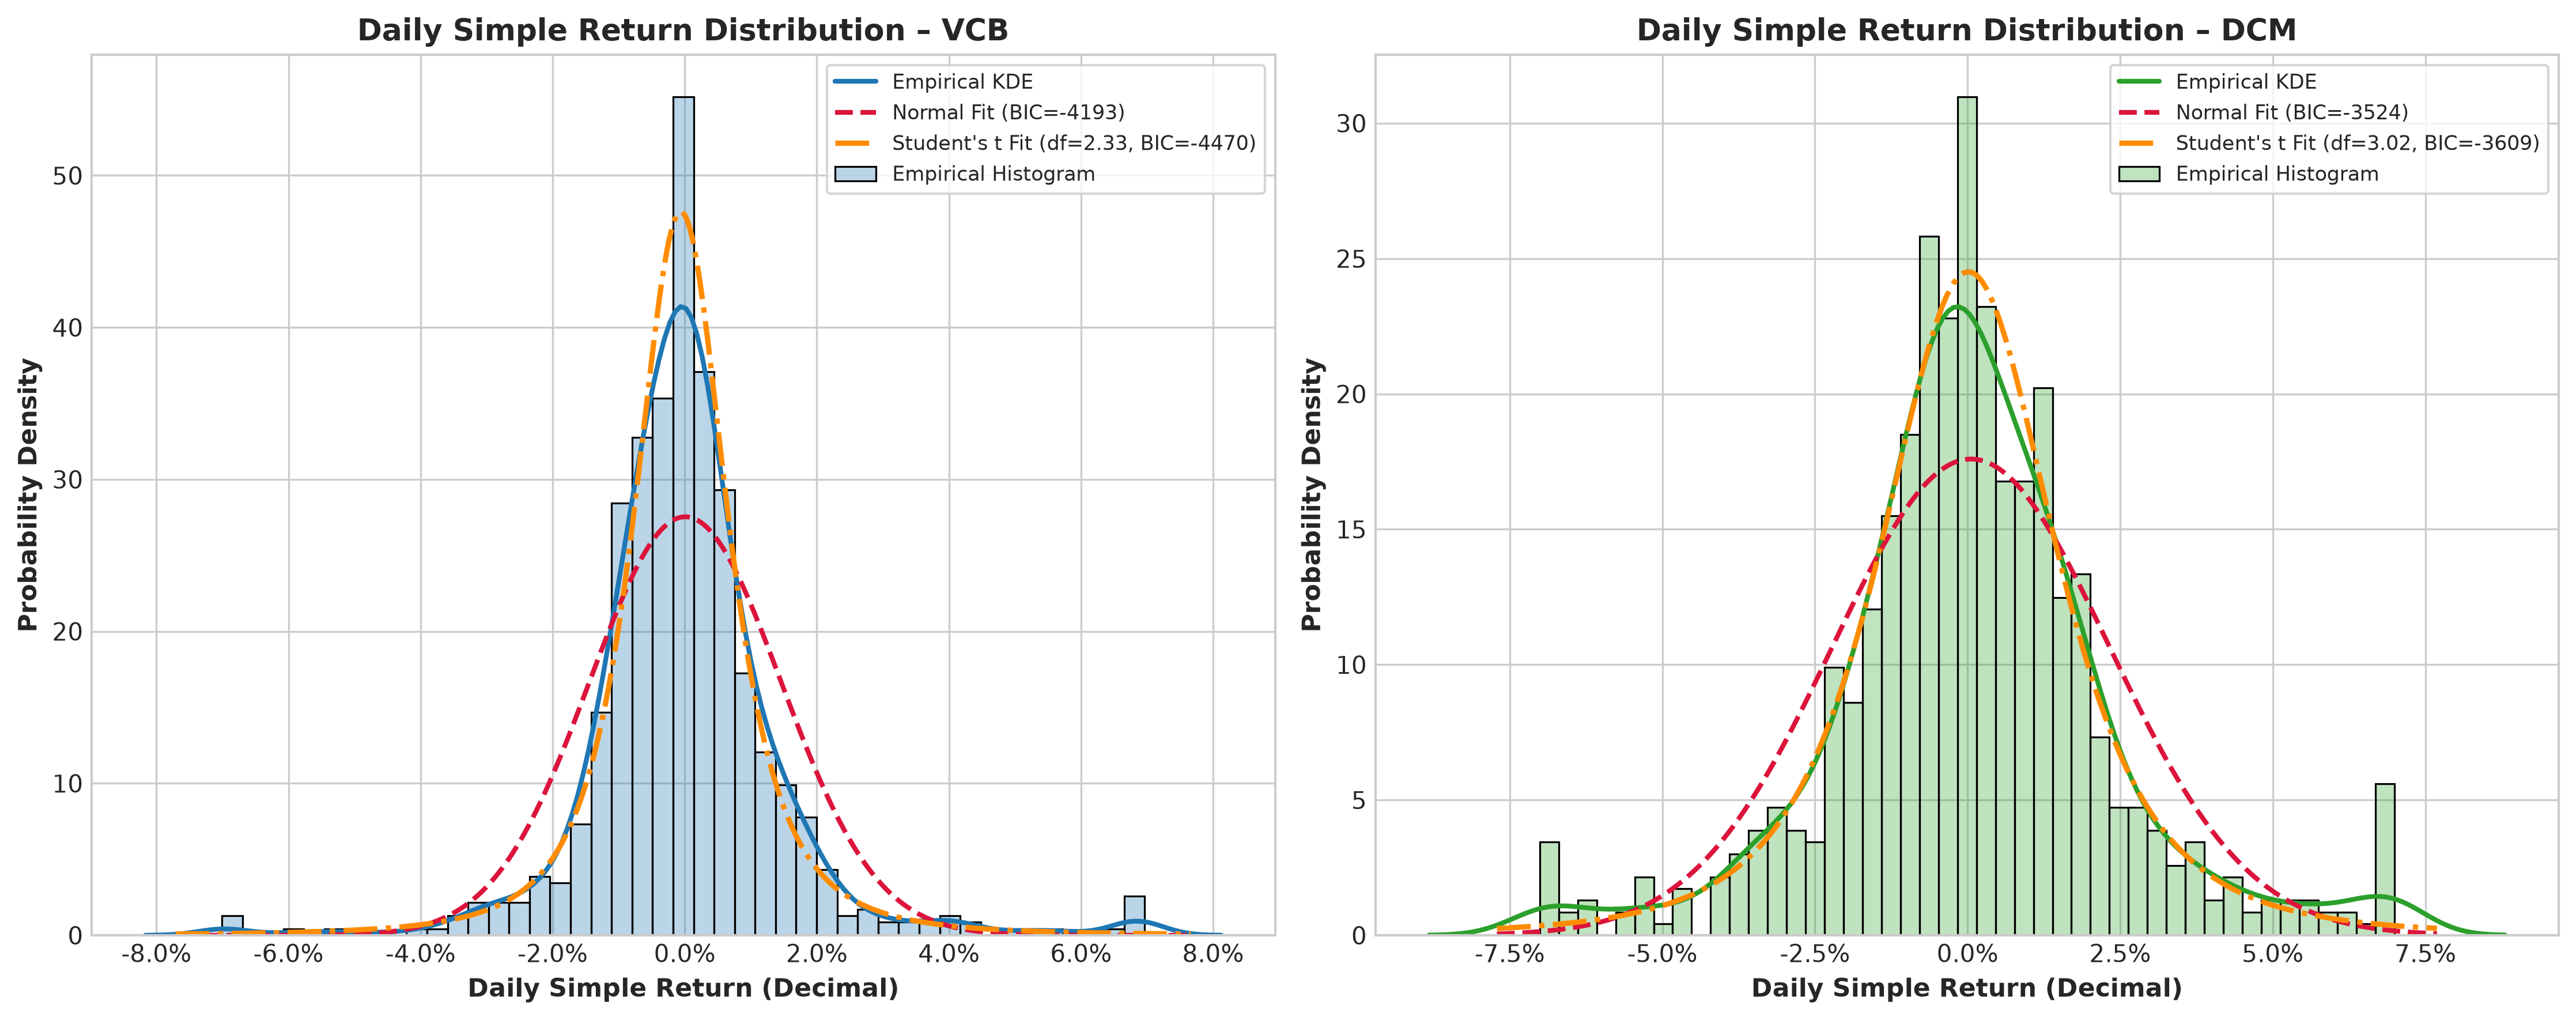 Daily Simple Return Distribution – VCB
Empirical KDE
Normal Fit (BIC=-4193)
Student's t Fit (df=2.33, BIC=-4470)
Empirical Histogram
Probability Density
50
40
30
20
10
0
-8.0%
-6.0%
-4.0%
-2.0%
0.0%
2.0%
4.0%
6.0%
8.0%
Daily Simple Return (Decimal)
Daily Simple Return Distribution – DCM
Empirical KDE
Normal Fit (BIC=-3524)
Student's t Fit (df=3.02, BIC=-3609)
Empirical Histogram
Probability Density
30
25
20
15
10
5
0
-7.5%
-5.0%
-2.5%
0.0%
2.5%
5.0%
7.5%
Daily Simple Return (Decimal)